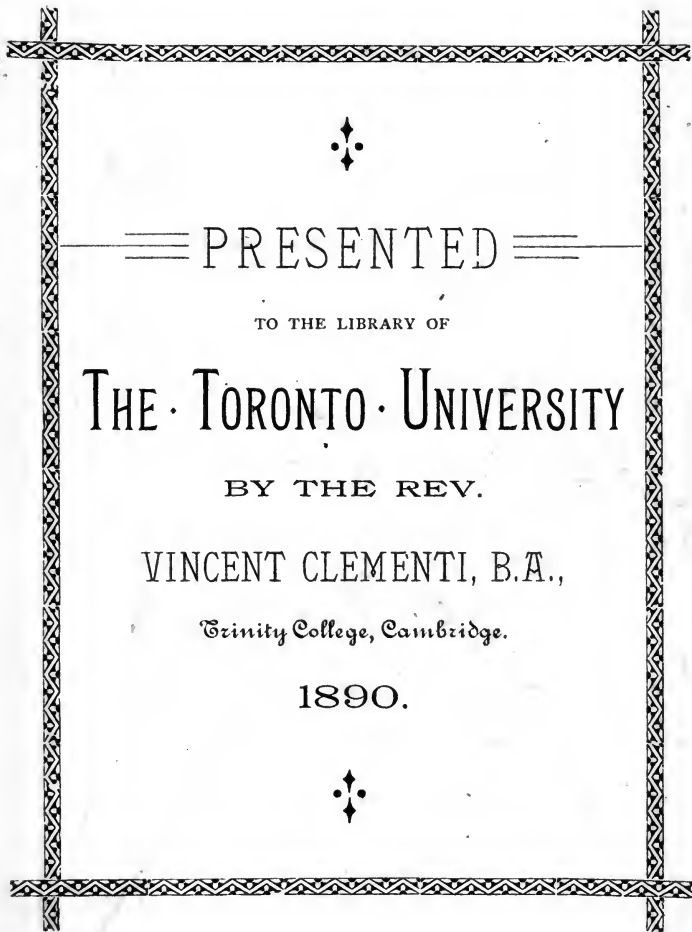 PRESENTED
TO THE LIBRARY OF
THE · TORONTO · UNIVERSITY
BY THE REV.
VINCENT CLEMENTI, B.A.,
Trinity College, Cambridge.
1890.